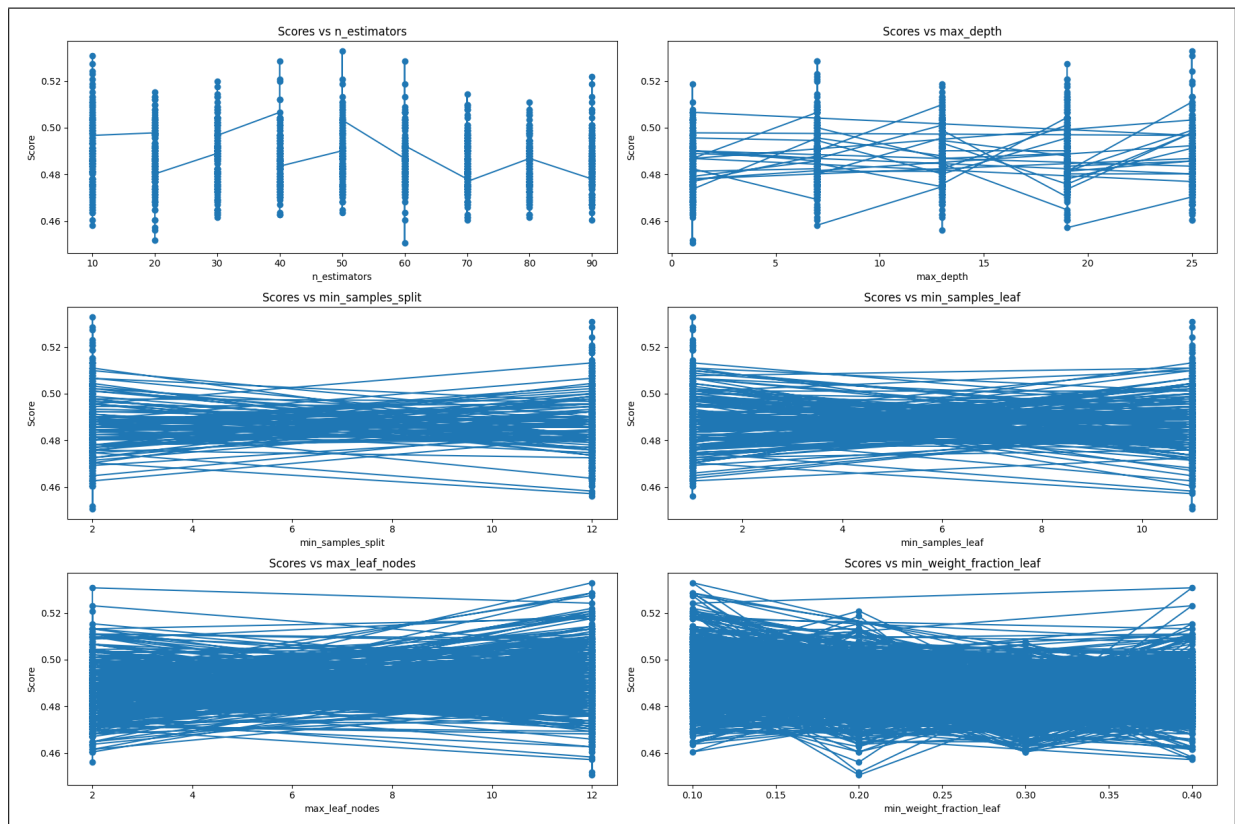 Scores vs n_estimators
Score
0.52
0.50
0.48
0.46
10 20 30 40 50 60 70 80 90
n_estimators
Scores vs max_depth
Score
0.52
0.50
0.48
0.46
0 5 10 15 20 25
max_depth
Scores vs min_samples_split
Score
0.52
0.50
0.48
0.46
2 4 6 8 10 12
min_samples_split
Scores vs min_samples_leaf
Score
0.52
0.50
0.48
0.46
2 4 6 8 10
min_samples_leaf
Scores vs max_leaf_nodes
Score
0.52
0.50
0.48
0.46
2 4 6 8 10 12
max_leaf_nodes
Scores vs min_weight_fraction_leaf
Score
0.52
0.50
0.48
0.46
0.10 0.15 0.20 0.25 0.30 0.35 0.40
min_weight_fraction_leaf